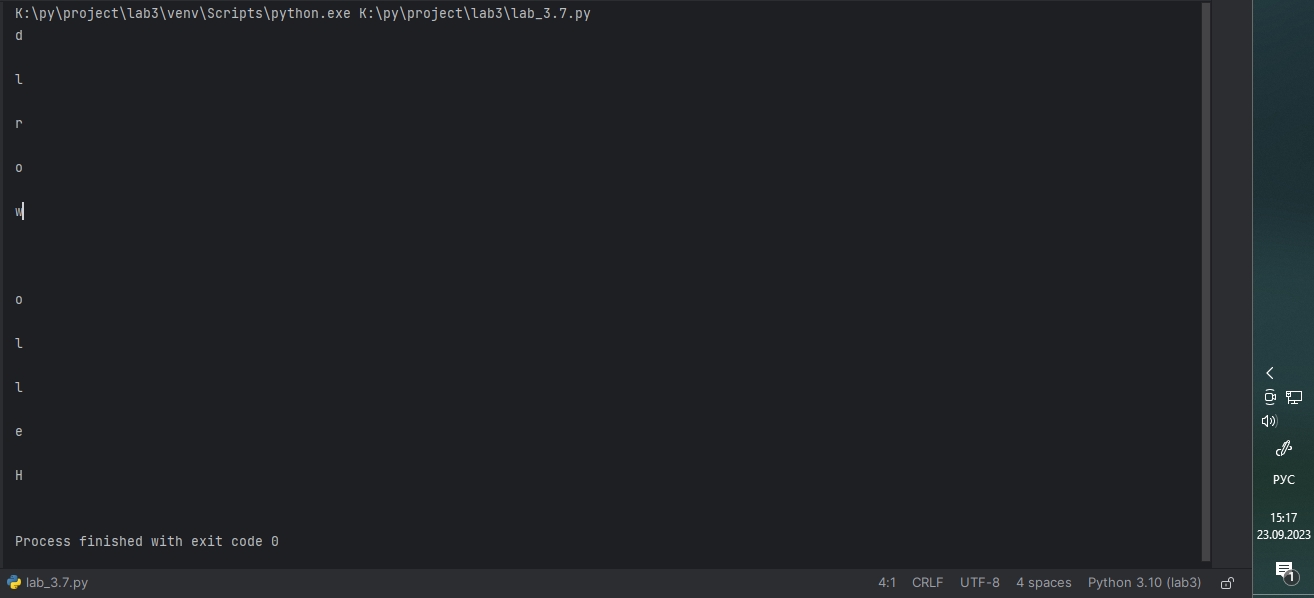 K:\py\project\lab3\venv\Scripts\python.exe K:\py\project\lab3\lab_3.7.py
d
l
r
o
w
o
l
l
e
H
Process finished with exit code 0
lab_3.7.py 4:1 CRLF UTF-8 4 spaces Python 3.10 (lab3)
РУС
15:17
23.09.2023
1